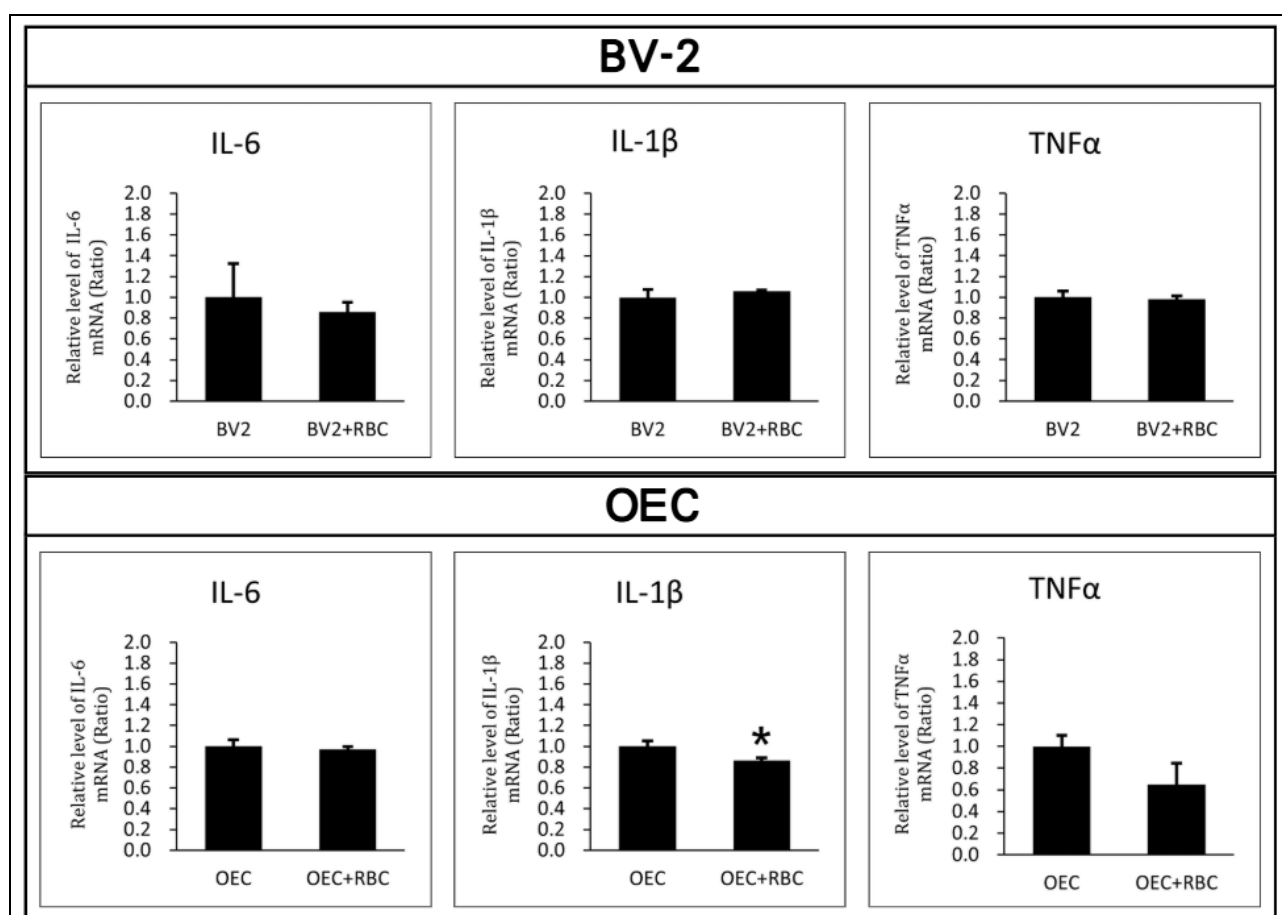 BV-2
IL-6
Relative level of IL-6
mRNA (Ratio)
2.0
1.8
1.6
1.4
1.2
1.0
0.8
0.6
0.4
0.2
0.0
BV2 BV2+RBC
IL-1β
Relative level of IL-1β
mRNA (Ratio)
2.0
1.8
1.6
1.4
1.2
1.0
0.8
0.6
0.4
0.2
0.0
BV2 BV2+RBC
TNFα
Relative level of TNFα
mRNA (Ratio)
2.0
1.8
1.6
1.4
1.2
1.0
0.8
0.6
0.4
0.2
0.0
BV2 BV2+RBC
OEC
IL-6
Relative level of IL-6
mRNA (Ratio)
2.0
1.8
1.6
1.4
1.2
1.0
0.8
0.6
0.4
0.2
0.0
OEC OEC+RBC
IL-1β
Relative level of IL-1β
mRNA (Ratio)
2.0
1.8
1.6
1.4
1.2
1.0
0.8
0.6
0.4
0.2
0.0
*
OEC OEC+RBC
TNFα
Relative level of TNFα
mRNA (Ratio)
2.0
1.8
1.6
1.4
1.2
1.0
0.8
0.6
0.4
0.2
0.0
OEC OEC+RBC